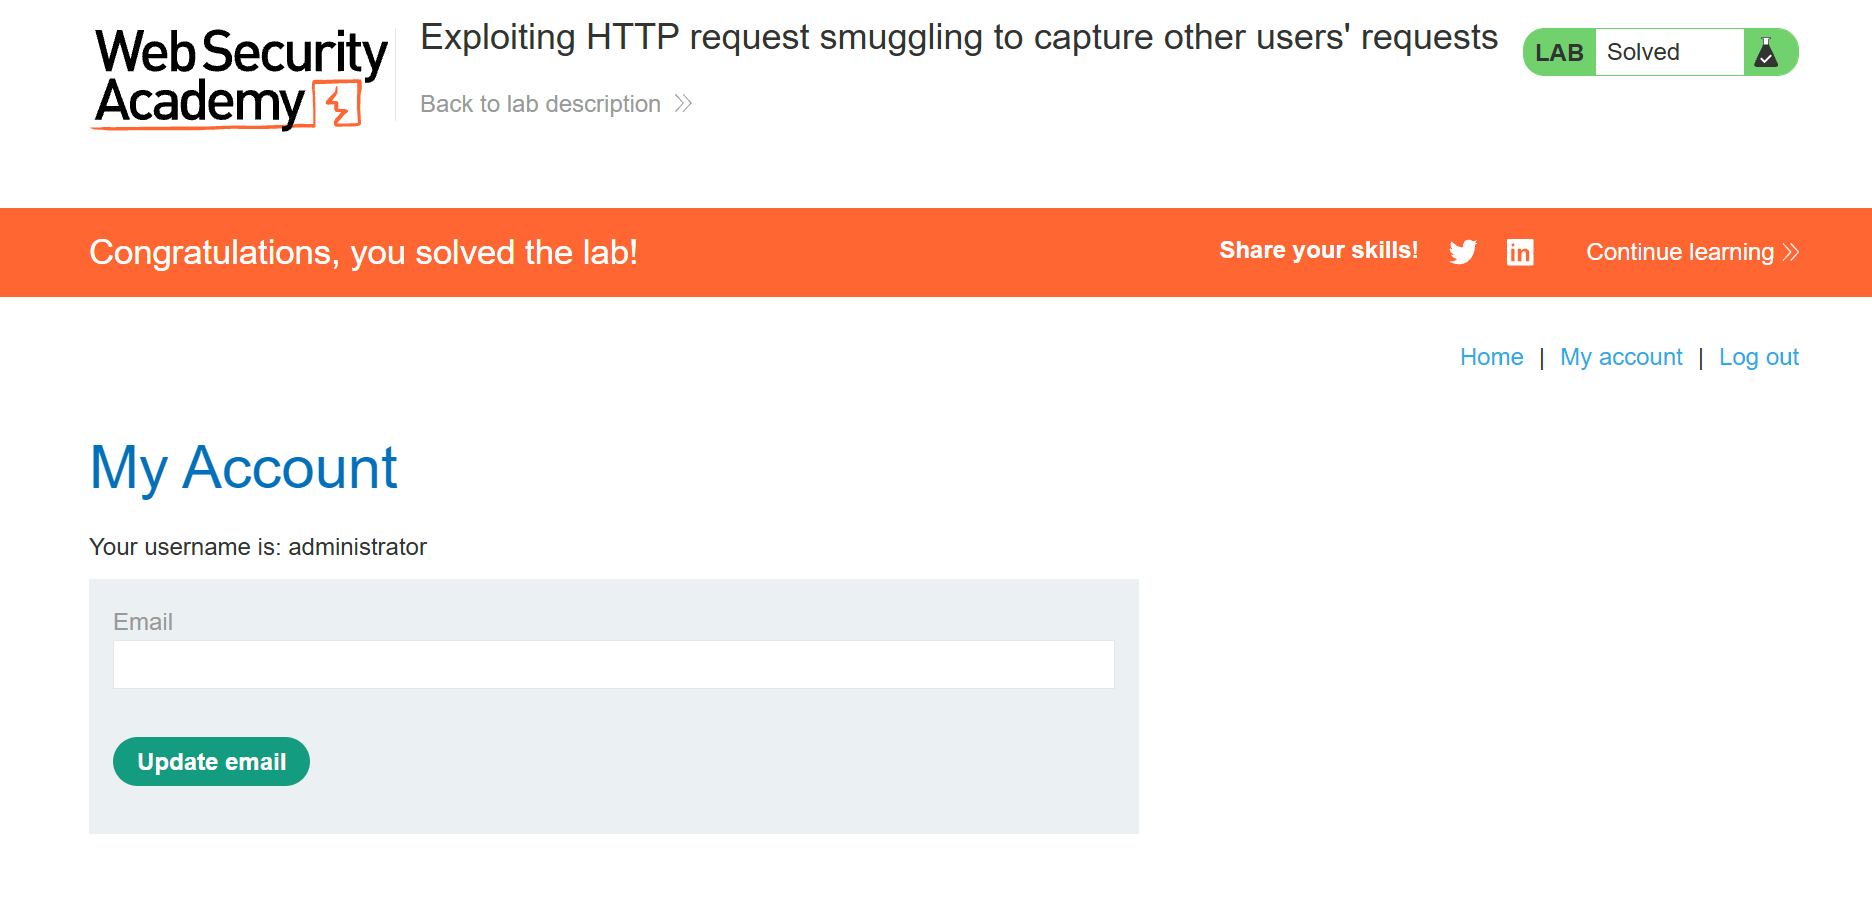 Web Security
Academy
Exploiting HTTP request smuggling to capture other users' requests
Back to lab description
LAB Solved
Congratulations, you solved the lab!
Share your skills!
Continue learning
Home | My account | Log out
My Account
Your username is: administrator
Email
Update email